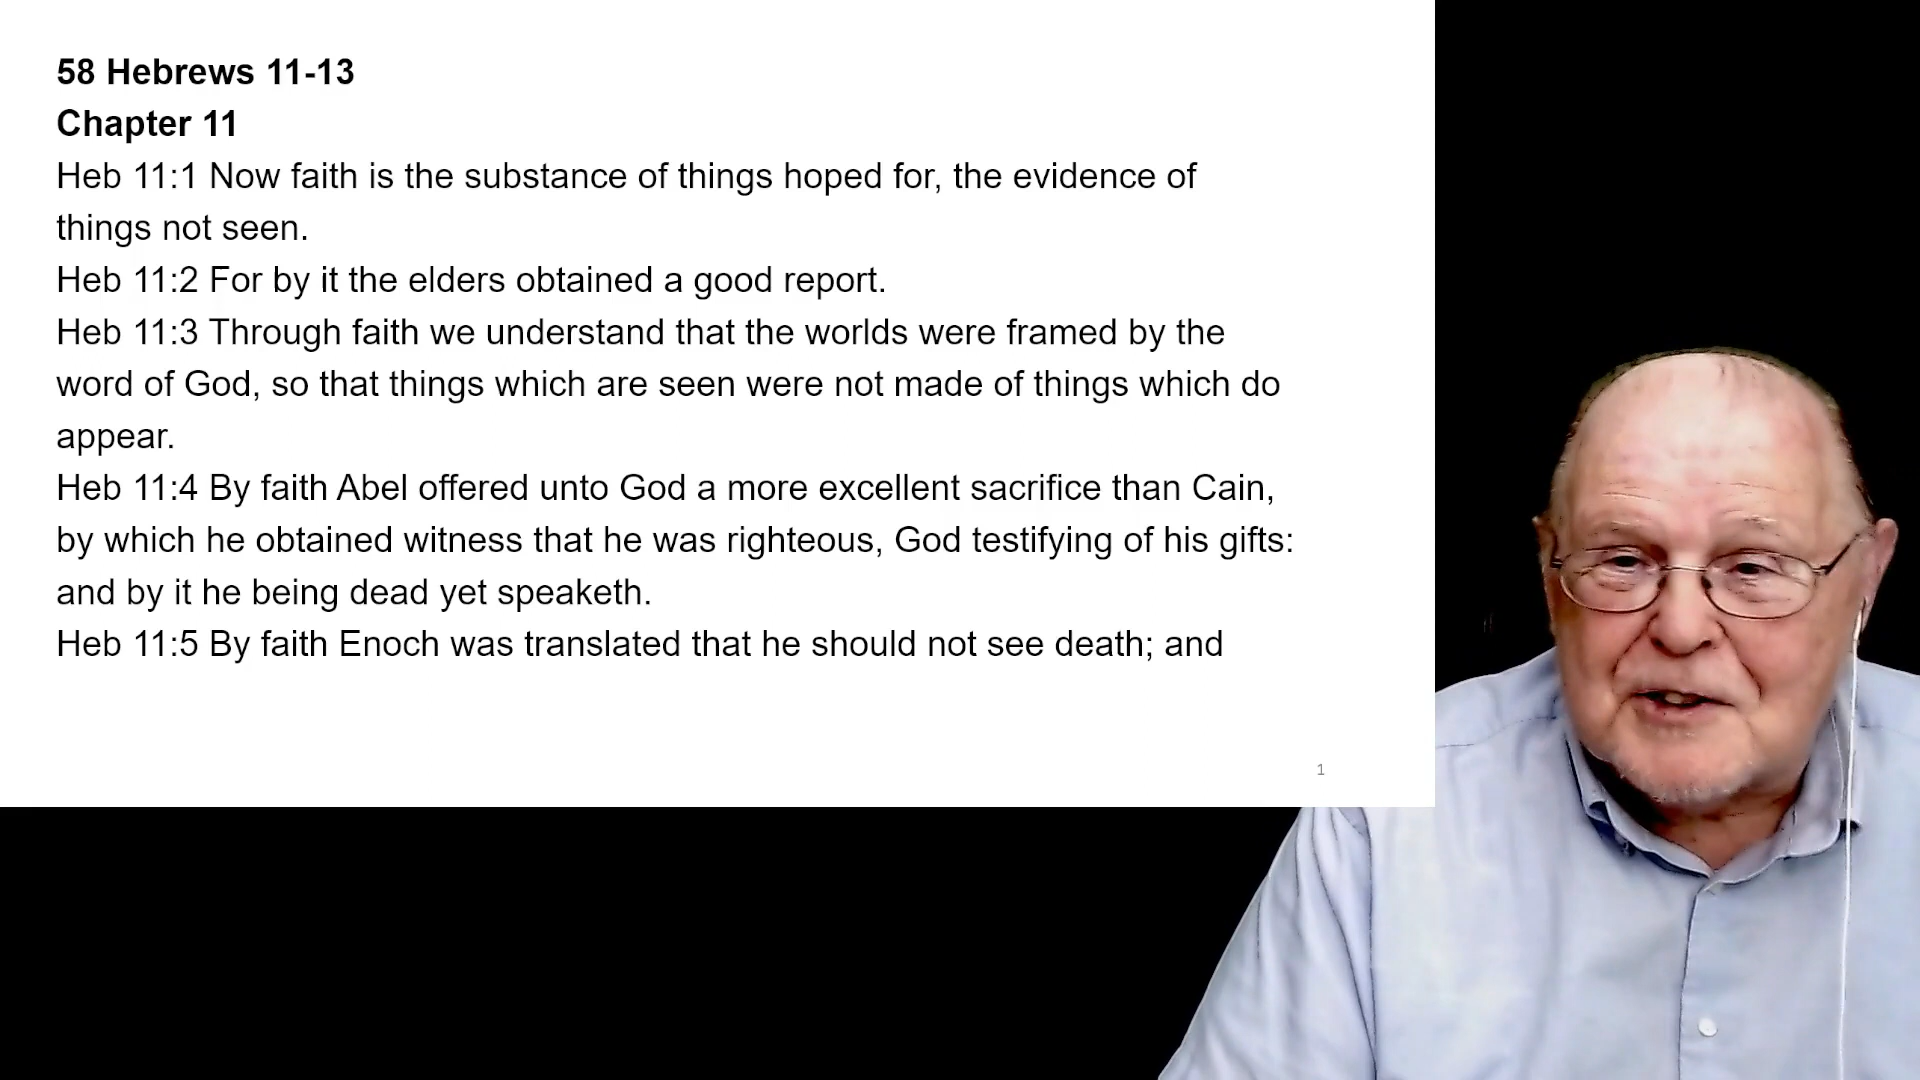 58 Hebrews 11-13
Chapter 11
Heb 11:1 Now faith is the substance of things hoped for, the evidence of
things not seen.
Heb 11:2 For by it the elders obtained a good report.
Heb 11:3 Through faith we understand that the worlds were framed by the
word of God, so that things which are seen were not made of things which do
appear.
Heb 11:4 By faith Abel offered unto God a more excellent sacrifice than Cain,
by which he obtained witness that he was righteous, God testifying of his gifts:
and by it he being dead yet speaketh.
Heb 11:5 By faith Enoch was translated that he should not see death; and
1